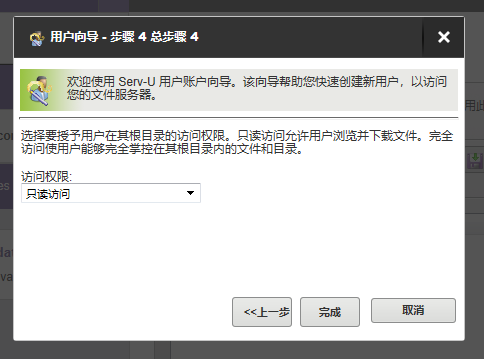 用户向导 - 步骤 4 总步骤 4
欢迎使用 Serv-U 用户账户向导。该向导帮助您快速创建新用户，以访问
您的文件服务器。
用此
选择要授予用户在其根目录的访问权限。只读访问允许用户浏览并下载文件。完全
访问使用户能够完全掌控在其根目录内的文件和目录。
访问权限:
只读访问
<<上一步
完成
取消